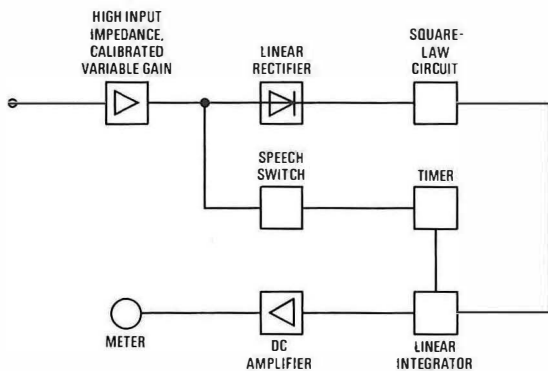 HIGH INPUT
IMPEDANCE,
CALIBRATED
VARIABLE GAIN
LINEAR
RECTIFIER
SQUARE-
LAW
CIRCUIT
SPEECH
SWITCH
TIMER
METER
DC
AMPLIFIER
LINEAR
INTEGRATOR